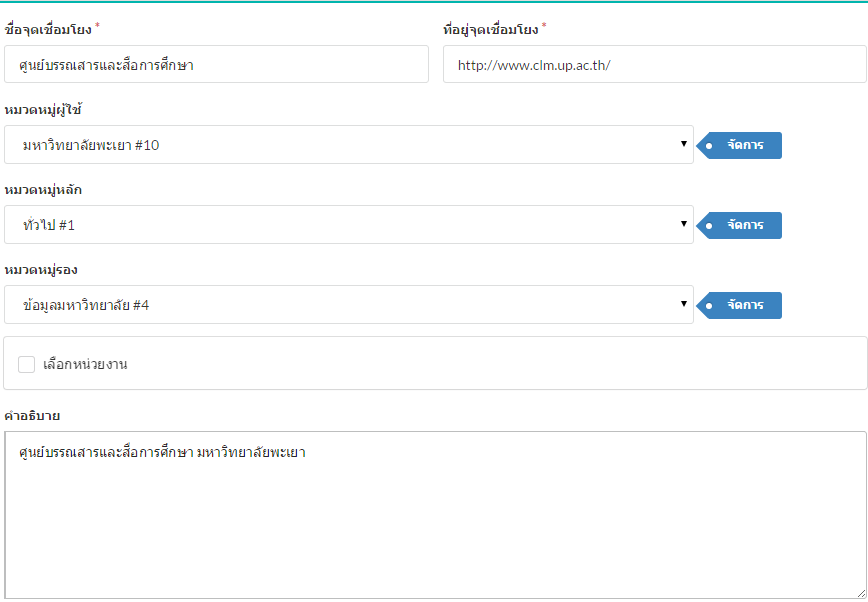 ชื่อจุดเชื่อมโยง * ที่อยู่จุดเชื่อมโยง *
ศูนย์บรรณสารและสื่อการศึกษา http://www.clm.up.ac.th/
หมวดหมู่ผู้ใช้
มหาวิทยาลัยพะเยา #10 จัดการ
หมวดหมู่หลัก
ทั่วไป #1 จัดการ
หมวดหมู่รอง
ข้อมูลมหาวิทยาลัย #4 จัดการ
เลือกหน่วยงาน
คำอธิบาย
ศูนย์บรรณสารและสื่อการศึกษา มหาวิทยาลัยพะเยา